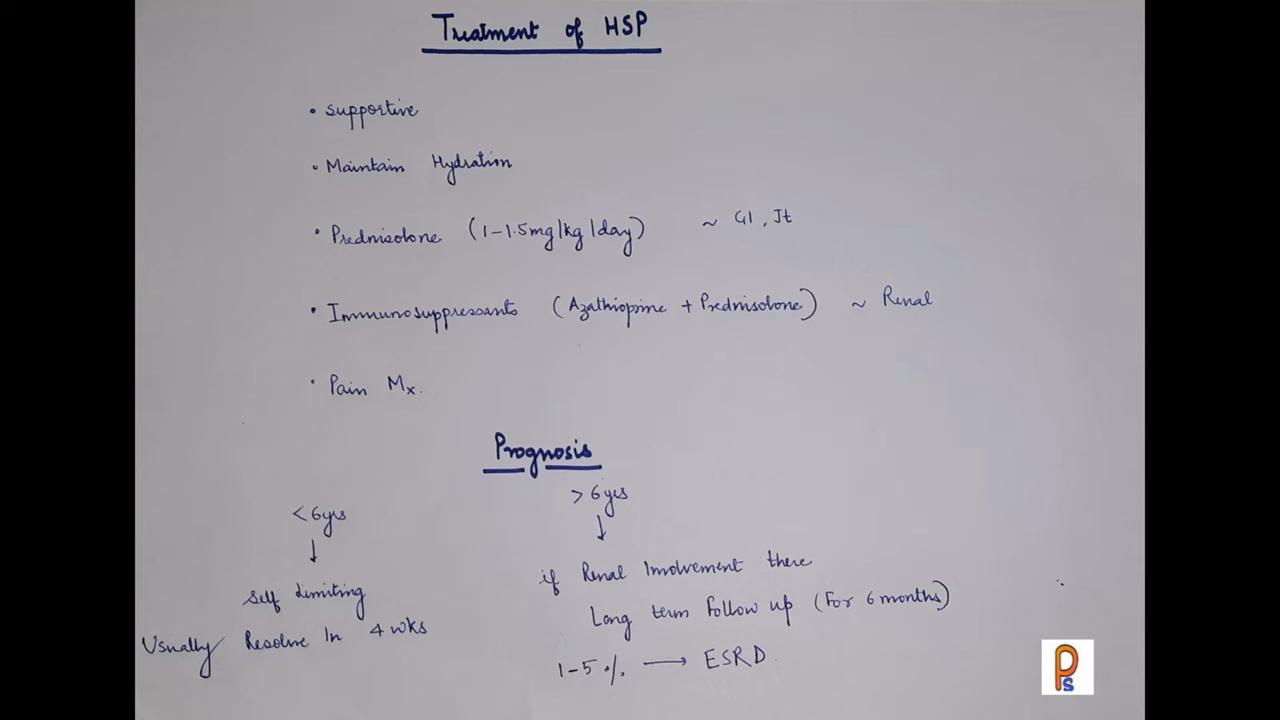 Treatment of HSP
• Supportive
• Maintain Hydration
• Prednisolone (1-1.5mg/kg/day) ~ GI, Jt
• Immunosuppressants (Azathioprine + Prednisolone) ~ Renal
• Pain Mx.
Prognosis
< 6yrs
↓
Self Limiting
Usually Resolve In 4 wks
> 6yrs
↓
if Renal Involvement there
Long term Follow up (For 6 months)
1-5% → ESRD
Ps